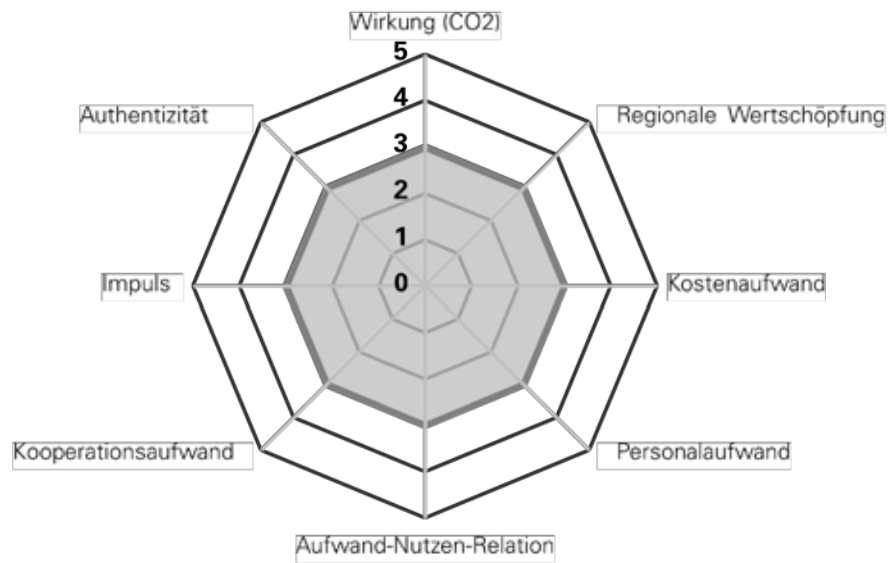 Wirkung (CO2)
5
Authentizität
Regionale Wertschöpfung
4
3
2
1
Impuls
0
Kostenaufwand
Kooperationsaufwand
Personalaufwand
Aufwand-Nutzen-Relation